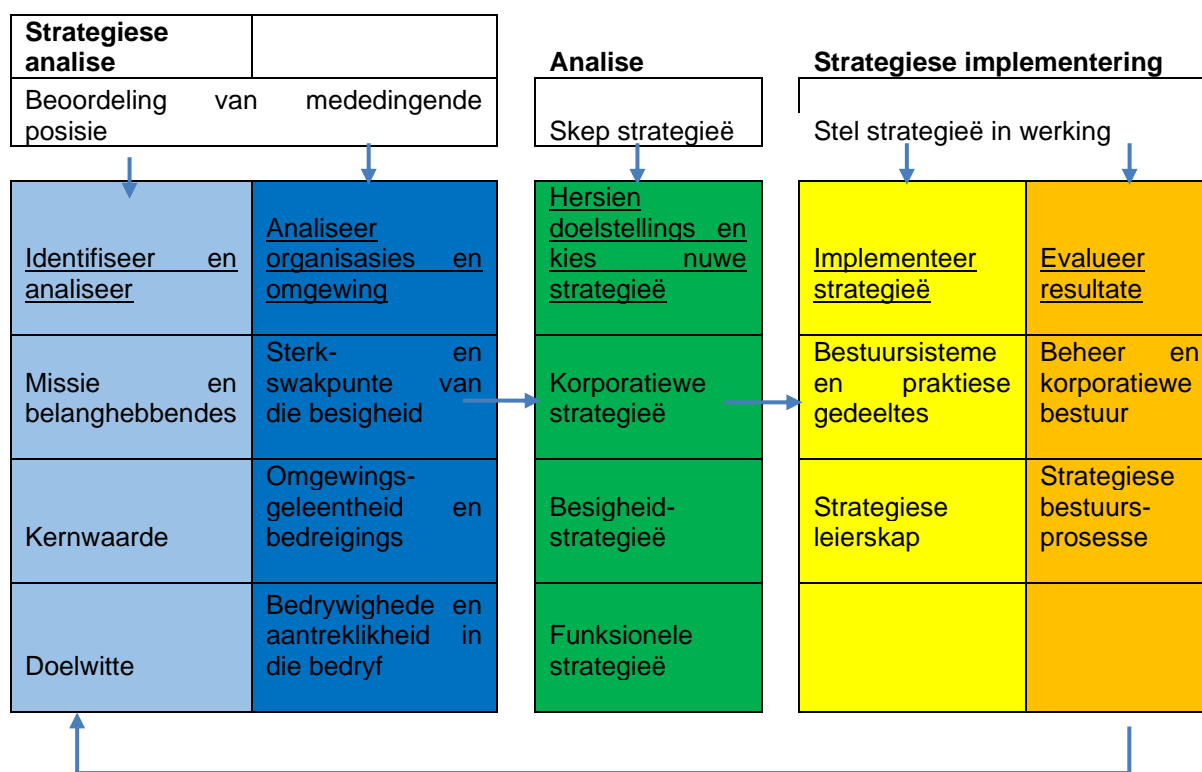 Strategiese
analise
Beoordeling van mededingende
posisie
Analise
Skep strategieë
Strategiese implementering
Stel strategieë in werking
Identifiseer en
analiseer
Analiseer
organisasies en
omgewing
Hersien
doelstellings en
kies nuwe
strategieë
Implementeer
strategieë
Evalueer
resultate
Missie en
belanghebbendes
Sterk- en
swakpunte van
die besigheid
Korporatiewe
strategieë
Bestuursisteme
en praktiese
gedeeltes
Beheer en
korporatiewe
bestuur
Kernwaarde
Omgewings-
geleentheid en
bedreigings
Besigheid-
strategieë
Strategiese
leierskap
Strategiese
bestuurs-
prosesse
Doelwitte
Bedrywighede en
aantreklikheid in
die bedryf
Funksionele
strategieë